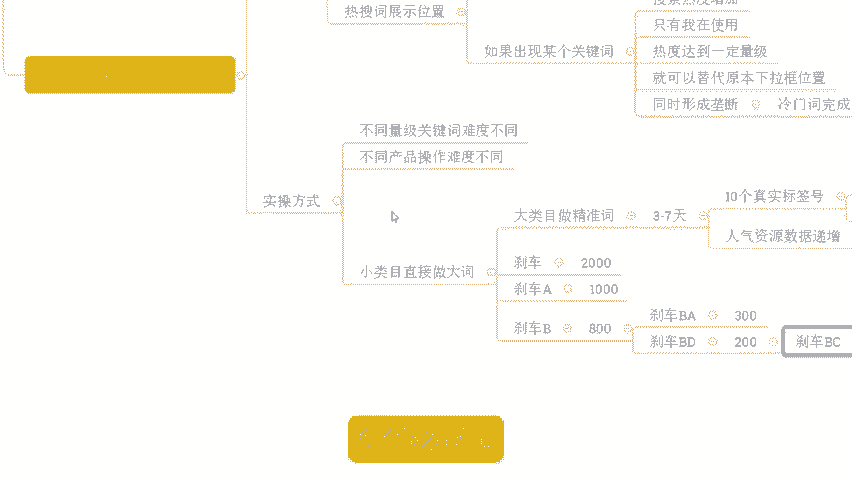 搜索热度增加
热搜词展示位置
只有我在使用
如果出现某个关键词
热度达到一定量级
就可以替代原本下拉框位置
同时形成垄断
冷门词完成
不同量级关键词难度不同
不同产品操作难度不同
实操方式
大类目做精准词
3-7天
10个真实标签号
人气资源数据递增
小类目直接做大词
刹车
2000
刹车A
1000
刹车B
800
刹车BA
300
刹车BD
200
刹车BC